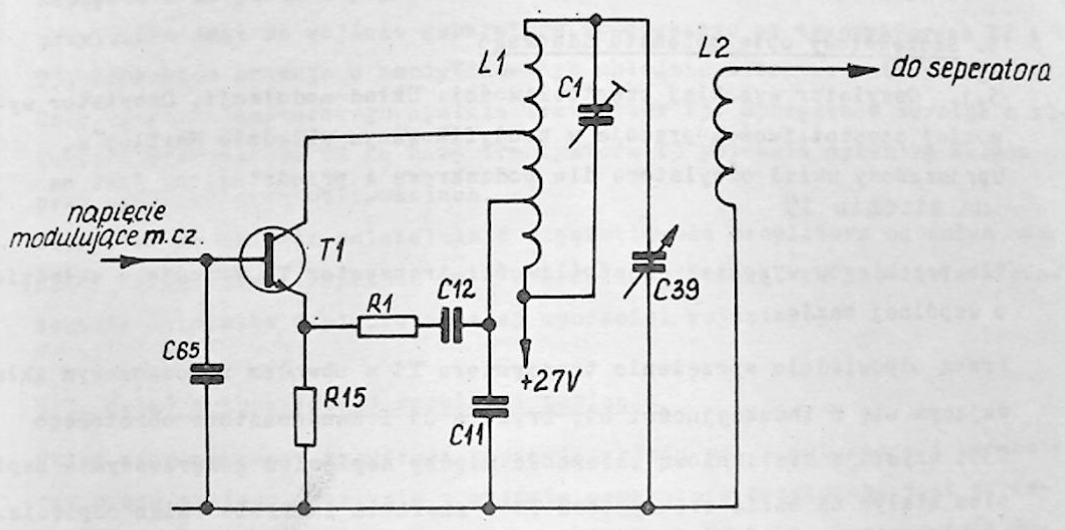 L1
C1
L2
do seperatora
napięcie
modulujące m.cz.
T1
R1
C12
C39
C65
+27V
R15
C11